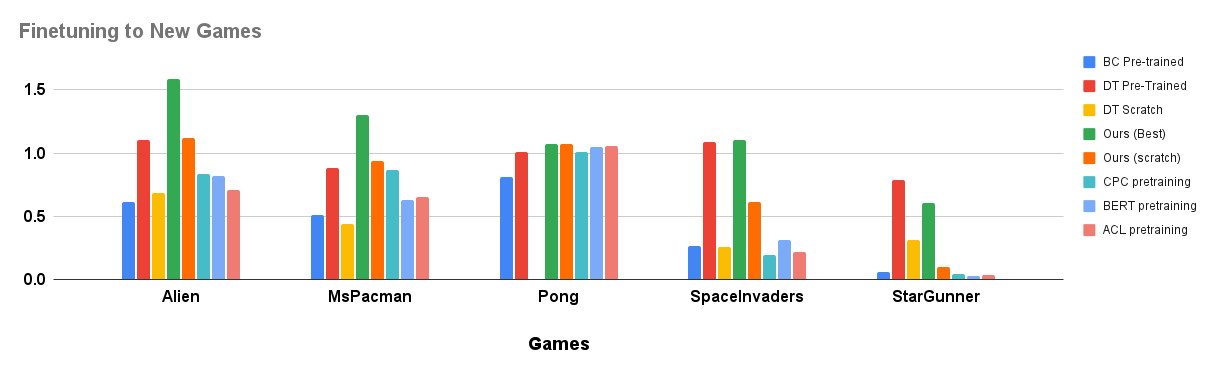 Finetuning to New Games
1.5
1.0
0.5
0.0
Alien
MsPacman
Pong
SpaceInvaders
StarGunner
Games
BC Pre-trained
DT Pre-Trained
DT Scratch
Ours (Best)
Ours (scratch)
CPC pretraining
BERT pretraining
ACL pretraining